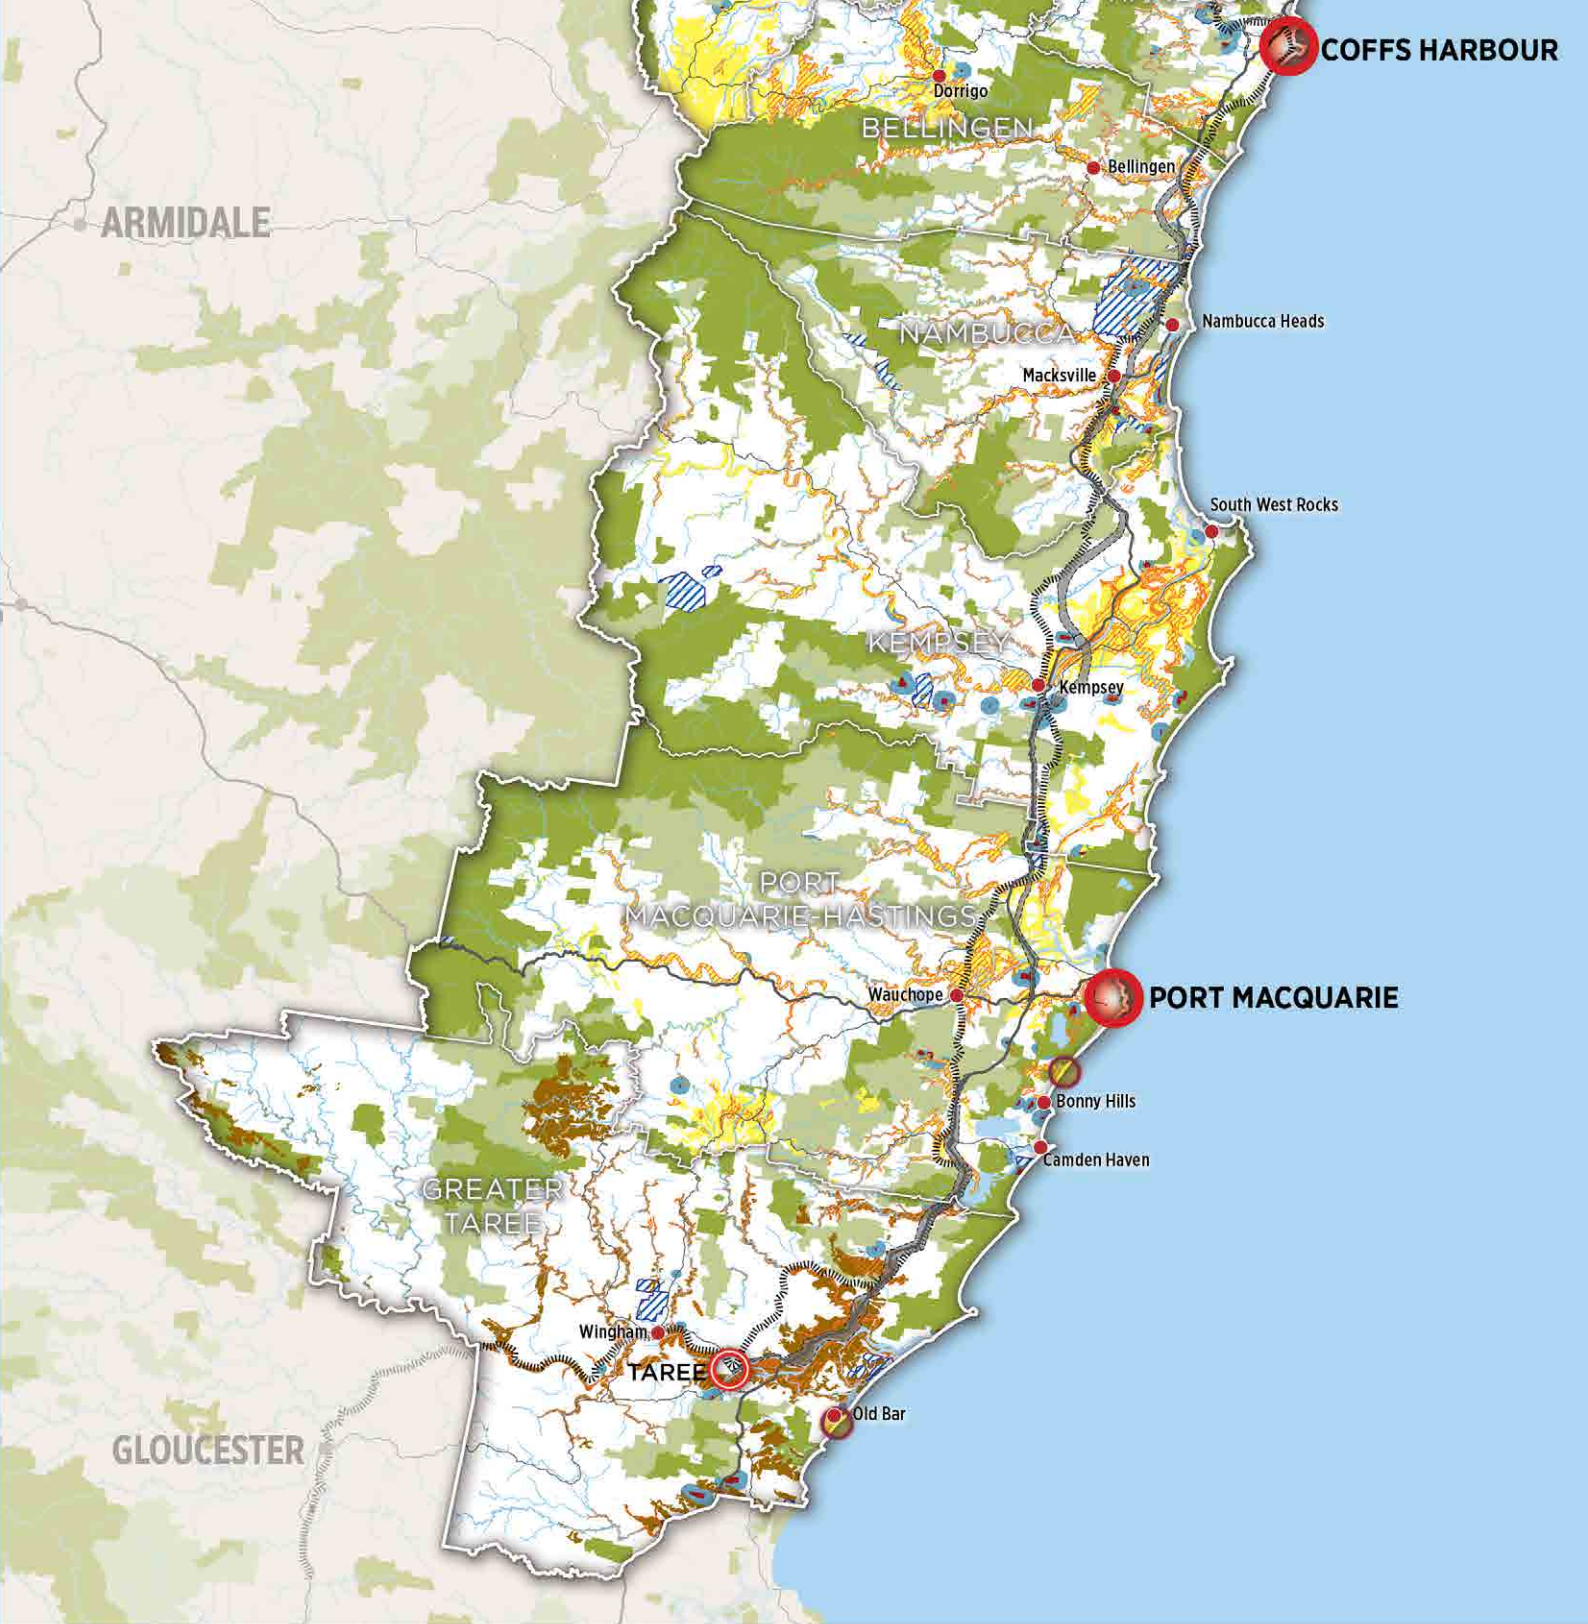 COFFS HARBOUR
Dorrigo
BELLINGEN
Bellingen
ARMIDALE
Nambucca Heads
NAMBUCCA
Macksville
South West Rocks
KEMPSEY
Kempsey
PORT
MACQUARIE-HASTINGS
Wauchope
PORT MACQUARIE
Bonny Hills
Camden Haven
GREATER
TAREE
Wingham
TAREE
Old Bar
GLOUCESTER